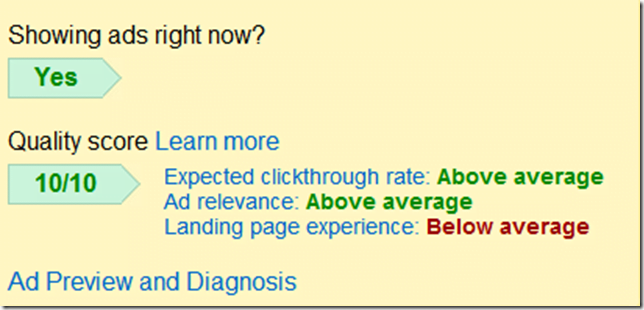 Showing ads right now?
Yes
Quality score Learn more
10/10
Expected clickthrough rate: Above average
Ad relevance: Above average
Landing page experience: Below average
Ad Preview and Diagnosis